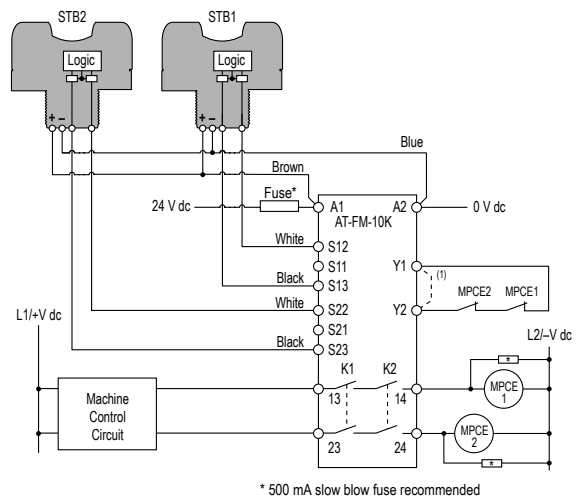 STB2
STB1
Logic
Logic
+ –
+ –
Blue
Brown
Fuse*
24 V dc
A1
A2
0 V dc
AT-FM-10K
White
S12
S11
Y1
(1)
Black
S13
MPCE2
MPCE1
White
S22
Y2
L1/+V dc
S21
L2/–V dc
Black
S23
*
K1
K2
Machine
Control
Circuit
13
14
MPCE
1
23
24
MPCE
2
*
* 500 mA slow blow fuse recommended